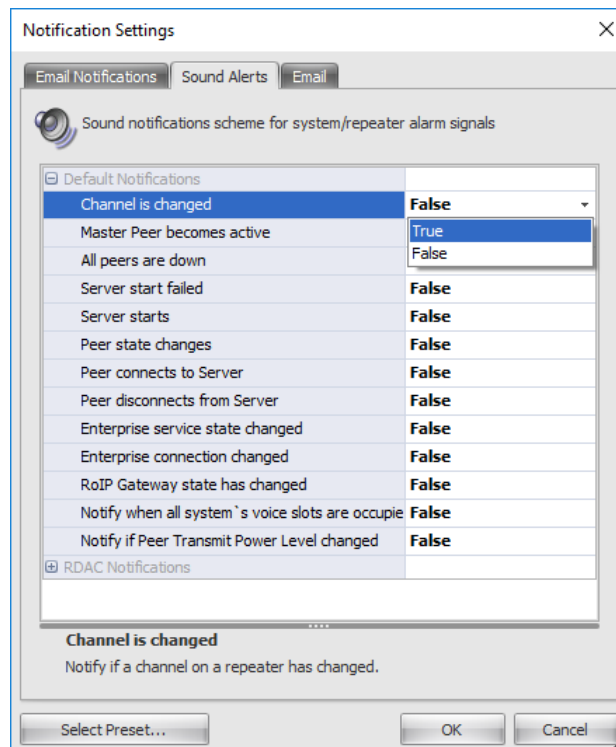 Notification Settings
Email Notifications Sound Alerts Email
Sound notifications scheme for system/repeater alarm signals
Default Notifications
Channel is changed False
Master Peer becomes active True
All peers are down False
Server start failed False
Server starts False
Peer state changes False
Peer connects to Server False
Peer disconnects from Server False
Enterprise service state changed False
Enterprise connection changed False
RoIP Gateway state has changed False
Notify when all system`s voice slots are occupie False
Notify if Peer Transmit Power Level changed False
RDAC Notifications
Channel is changed
Notify if a channel on a repeater has changed.
Select Preset... OK Cancel